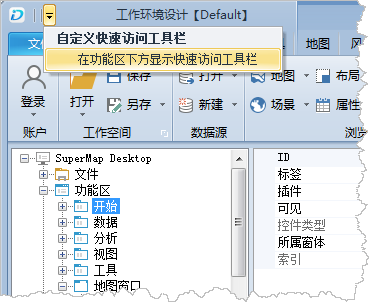 工作环境设计【Default】
自定义快速访问工具栏
在功能区下方显示快速访问工具栏
地图
登录
打开
保存
另存
打开
新建
地图
场景
布局
属性
账户
工作空间
数据源
浏览
SuperMap Desktop
文件
功能区
开始
数据
分析
视图
工具
地图窗口
ID
标签
插件
可见
控件类型
所属窗体
索引